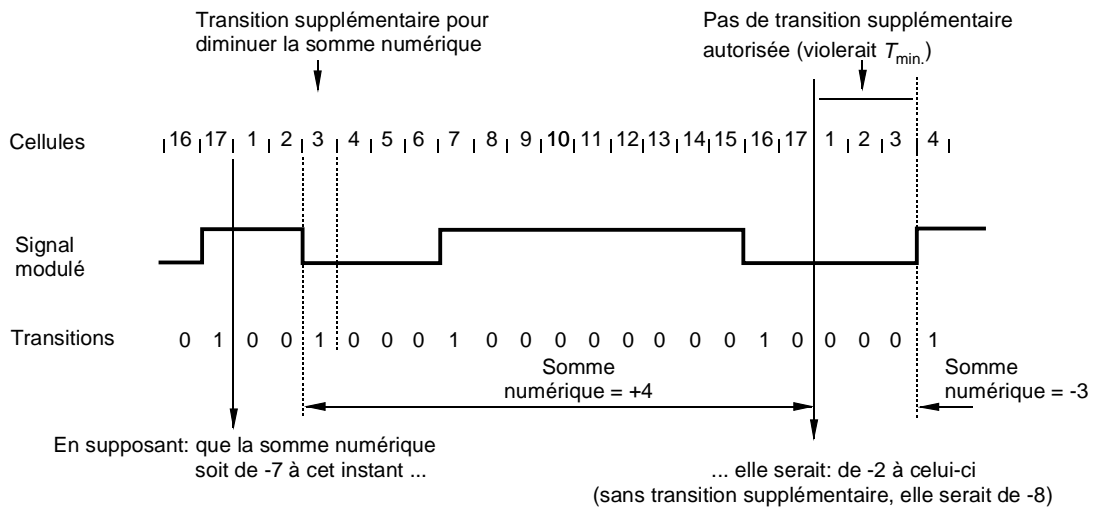 Transition supplémentaire pour
diminuer la somme numérique
Pas de transition supplémentaire
autorisée (violerait Tmin.)
Cellules
16 17 1 2 3 4 5 6 7 8 9 10 11 12 13 14 15 16 17 1 2 3 4
Signal
modulé
Transitions
0 1 0 0 1 0 0 0 1 0 0 0 0 0 0 0 0 1 0 0 0 0 1
Somme
numérique = +4
Somme
numérique = -3
En supposant: que la somme numérique
soit de -7 à cet instant ...
... elle serait: de -2 à celui-ci
(sans transition supplémentaire, elle serait de -8)